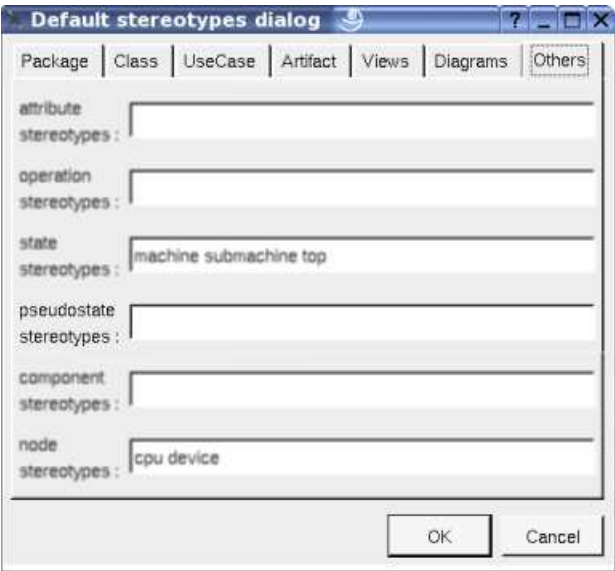 Default stereotypes dialog ?
Package Class UseCase Artifact Views Diagrams Others
attribute
stereotypes :
operation
stereotypes :
state
stereotypes :
machine submachine top
pseudostate
stereotypes :
component
stereotypes :
node
stereotypes :
cpu device
OK Cancel